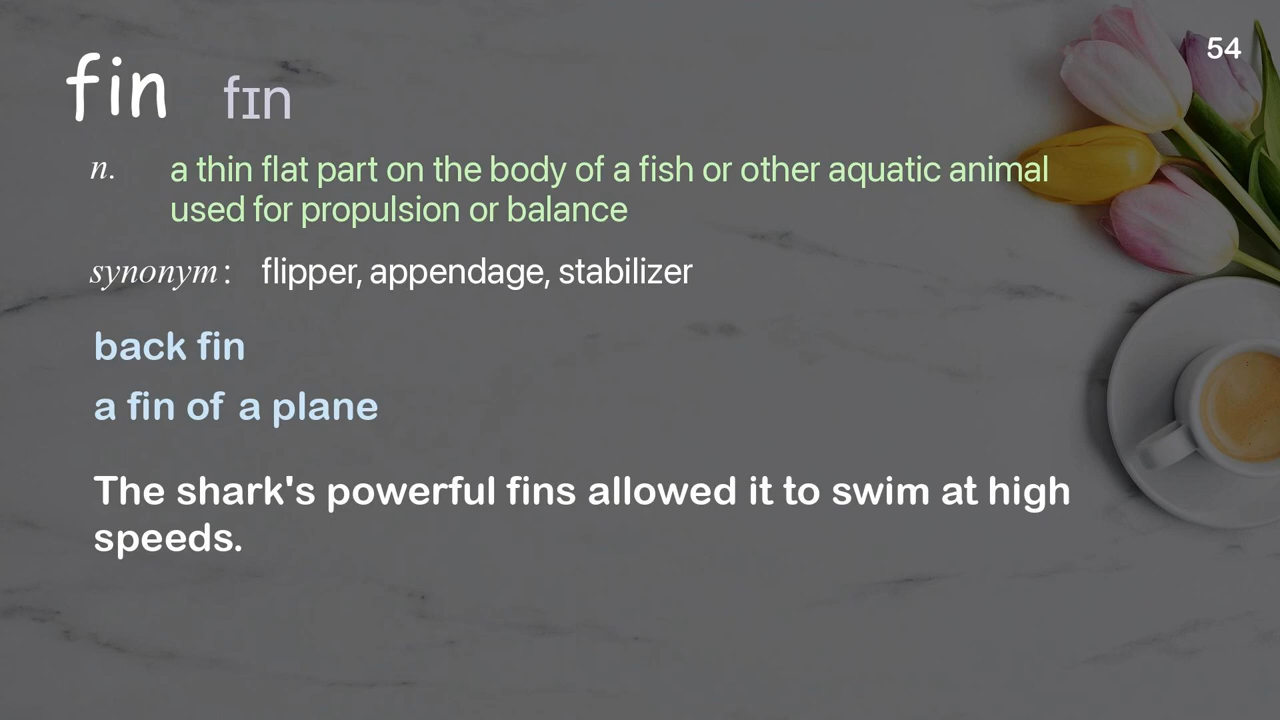 54
fin fɪn
n. a thin flat part on the body of a fish or other aquatic animal
used for propulsion or balance
synonym: flipper, appendage, stabilizer
back fin
a fin of a plane
The shark's powerful fins allowed it to swim at high
speeds.